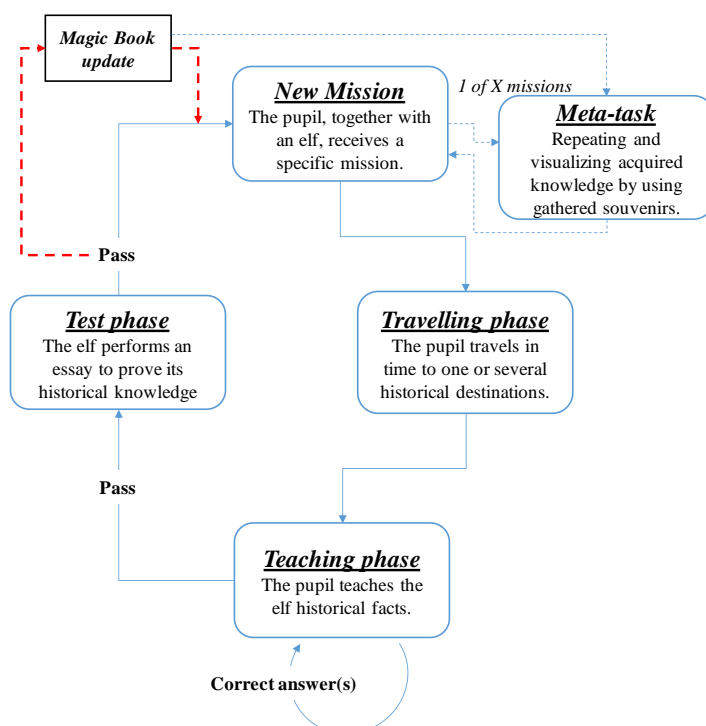 Magic Book
update
New Mission
The pupil, together with
an elf, receives a
specific mission.
1 of X missions
Meta-task
Repeating and
visualizing acquired
knowledge by using
gathered souvenirs.
Pass
Test phase
The elf performs an
essay to prove its
historical knowledge
Travelling phase
The pupil travels in
time to one or several
historical destinations.
Pass
Teaching phase
The pupil teaches the
elf historical facts.
Correct answer(s)